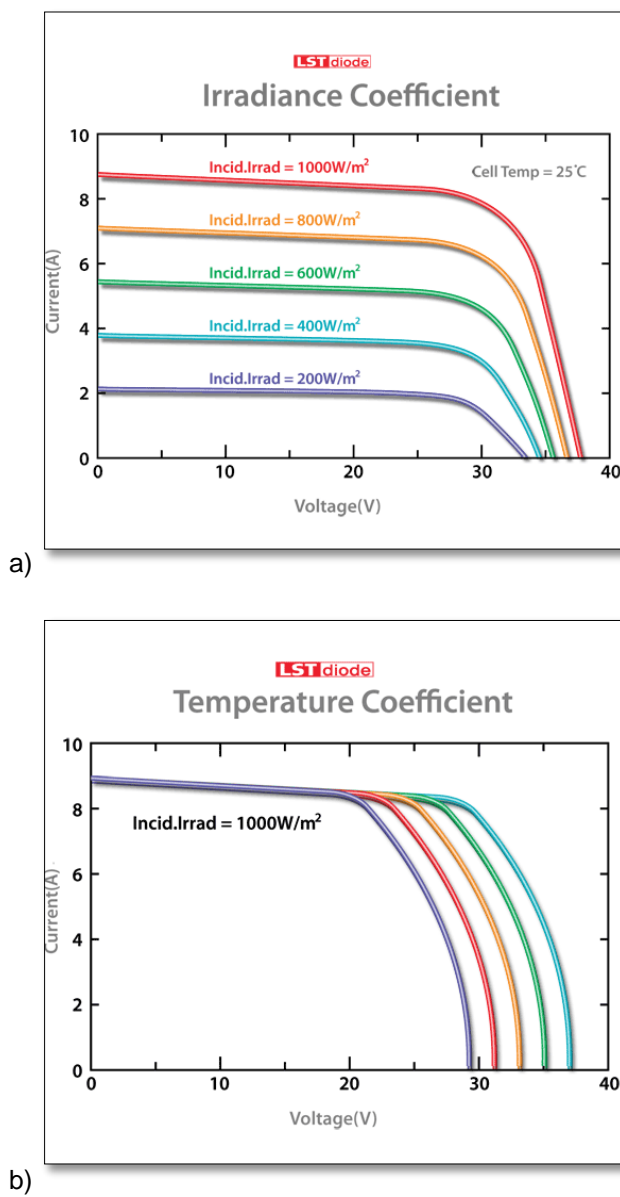 LST diode
Irradiance Coefficient
10
Incid.Irrad = 1000W/m²
Cell Temp = 25°C
8
Incid.Irrad = 800W/m²
6
Incid.Irrad = 600W/m²
Current(A)
4
Incid.Irrad = 400W/m²
2
Incid.Irrad = 200W/m²
0
0 10 20 30 40
Voltage(V)
a)
LST diode
Temperature Coefficient
10
8
Incid.Irrad = 1000W/m²
6
Current(A)
4
2
0
0 10 20 30 40
Voltage(V)
b)